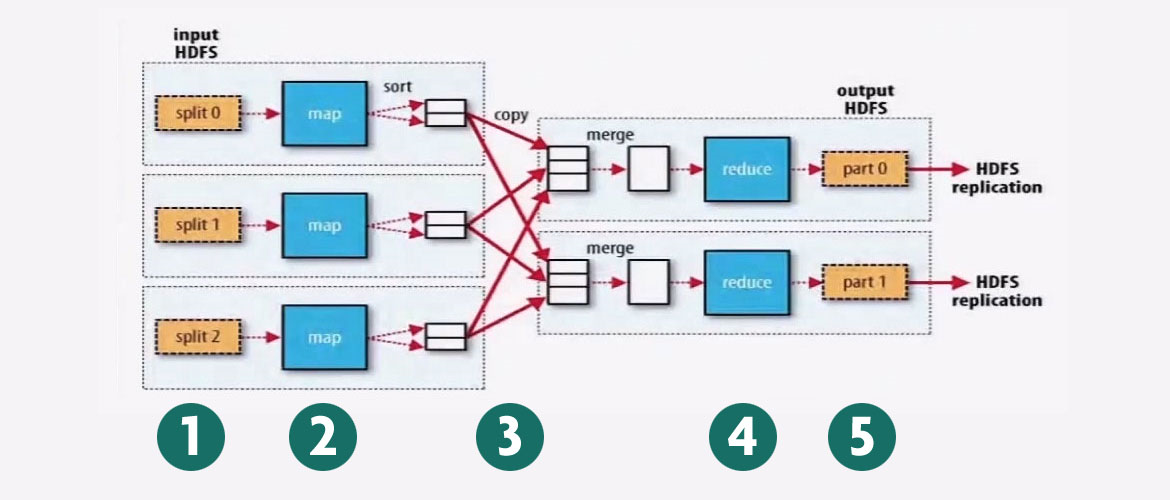 input
HDFS
split 0
map
sort
copy
split 1
map
split 2
map
merge
reduce
output
HDFS
part 0
HDFS
replication
merge
reduce
part 1
HDFS
replication
1
2
3
4
5